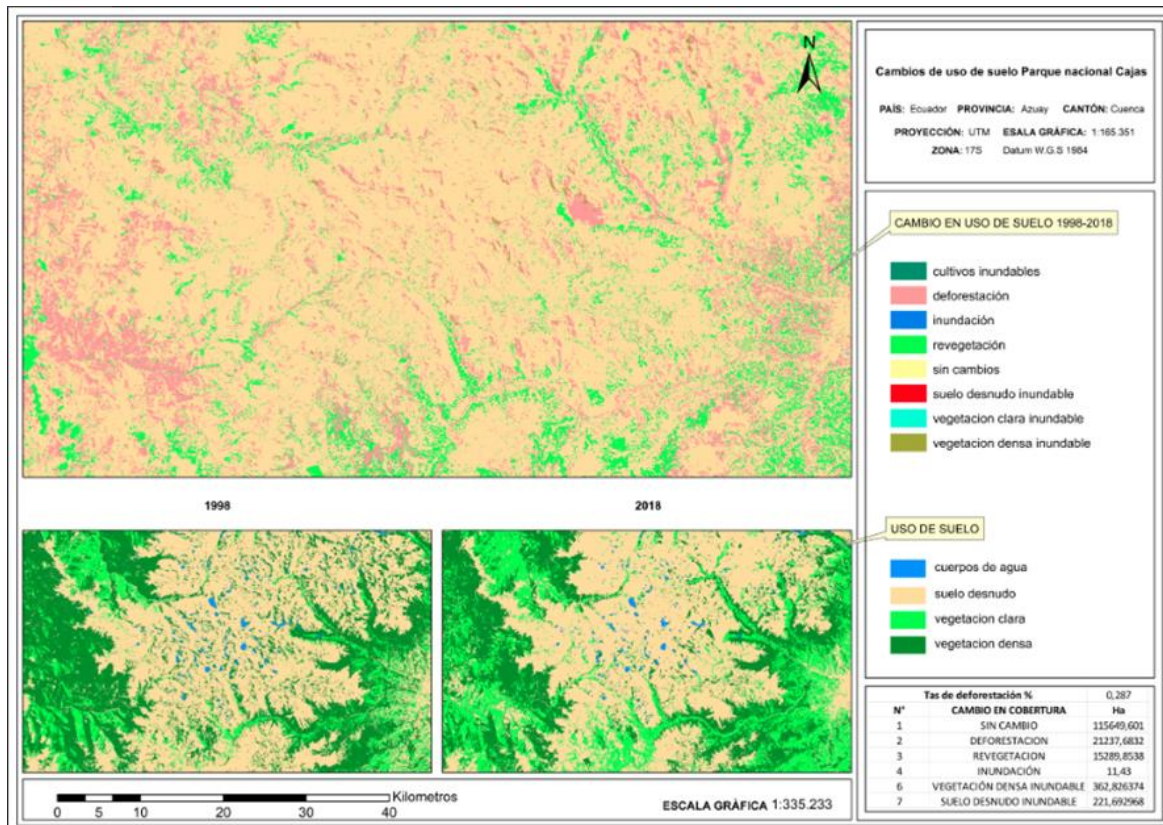 N
Cambios de uso de suelo Parque nacional Cajas
PAÍS: Ecuador PROVINCIA: Azuay CANTÓN: Cuenca
PROYECCIÓN: UTM ESALA GRÁFICA: 1:165.351
ZONA: 17S Datum W.G.S 1984
CAMBIO EN USO DE SUELO 1998-2018
cultivos inundables
deforestación
inundación
revegetación
sin cambios
suelo desnudo inundable
vegetacion clara inundable
vegetacion densa inundable
1998
2018
USO DE SUELO
cuerpos de agua
suelo desnudo
vegetacion clara
vegetacion densa
Tas de deforestación % 0,287
N° CAMBIO EN COBERTURA Ha
1 SIN CAMBIO 115649,601
2 DEFORESTACION 21237,6832
3 REVEGETACION 15289,8538
4 INUNDACIÓN 11,43
6 VEGETACIÓN DENSA INUNDABLE 362,826374
7 SUELO DESNUDO INUNDABLE 221,692968
Kilometros
0 5 10 20 30 40
ESCALA GRÀFICA 1:335.233